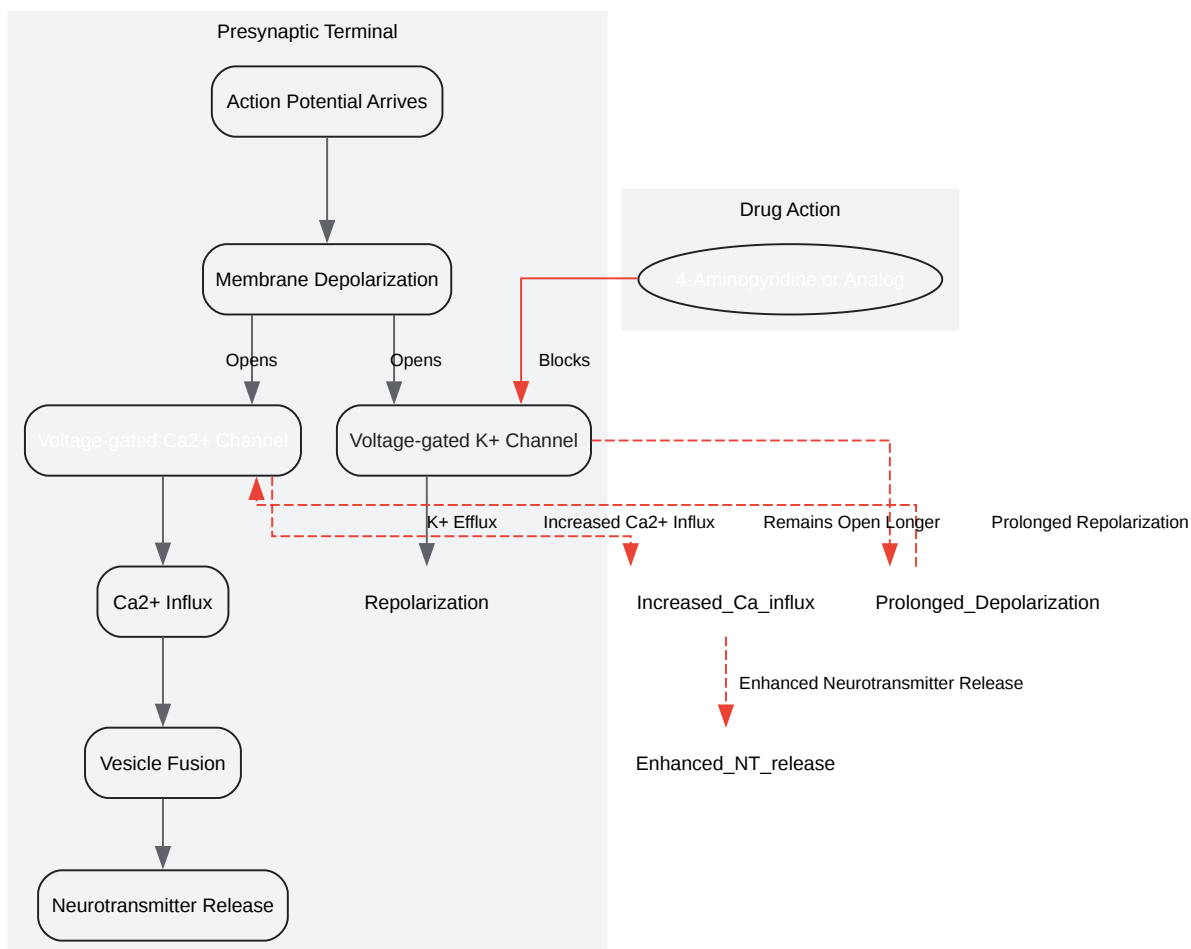 Presynaptic Terminal
Action Potential Arrives
Drug Action
Membrane Depolarization
4-Aminopyridine or Analog
Opens
Opens
Blocks
Voltage-gated Ca2+ Channel
Voltage-gated K+ Channel
K+ Efflux
Increased Ca2+ Influx
Remains Open Longer
Prolonged Repolarization
Ca2+ Influx
Repolarization
Increased_Ca_influx
Prolonged_Depolarization
Enhanced Neurotransmitter Release
Vesicle Fusion
Enhanced_NT_release
Neurotransmitter Release